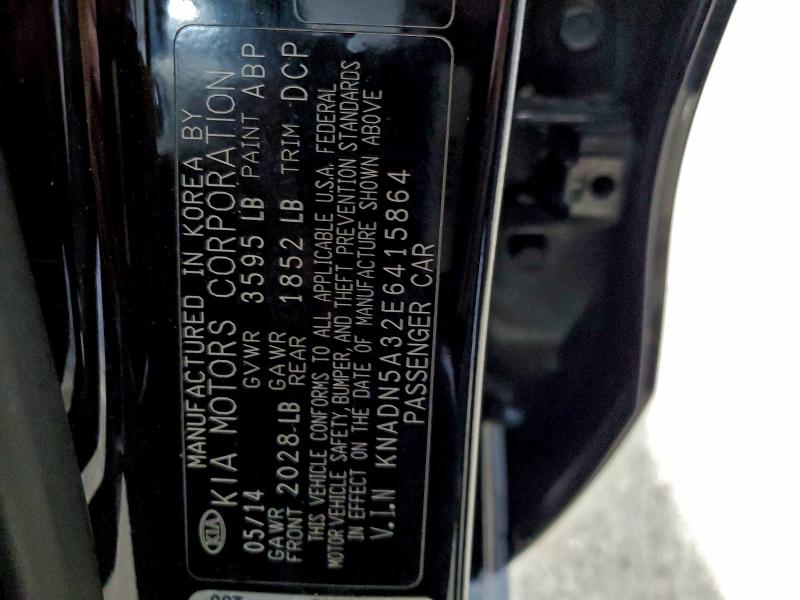 MANUFACTURED IN KOREA BY
KIA KIA MOTORS CORPORATION
05/14 GVWR 3595 LB PAINT ABP
GAWR FRONT 2028 LB GAWR REAR 1852 LB TRIM DCP
THIS VEHICLE CONFORMS TO ALL APPLICABLE U.S.A. FEDERAL
MOTOR VEHICLE SAFETY, BUMPER, AND THEFT PREVENTION STANDARDS
IN EFFECT ON THE DATE OF MANUFACTURE SHOWN ABOVE
V.I.N KNADN5A32E6415864
PASSENGER CAR